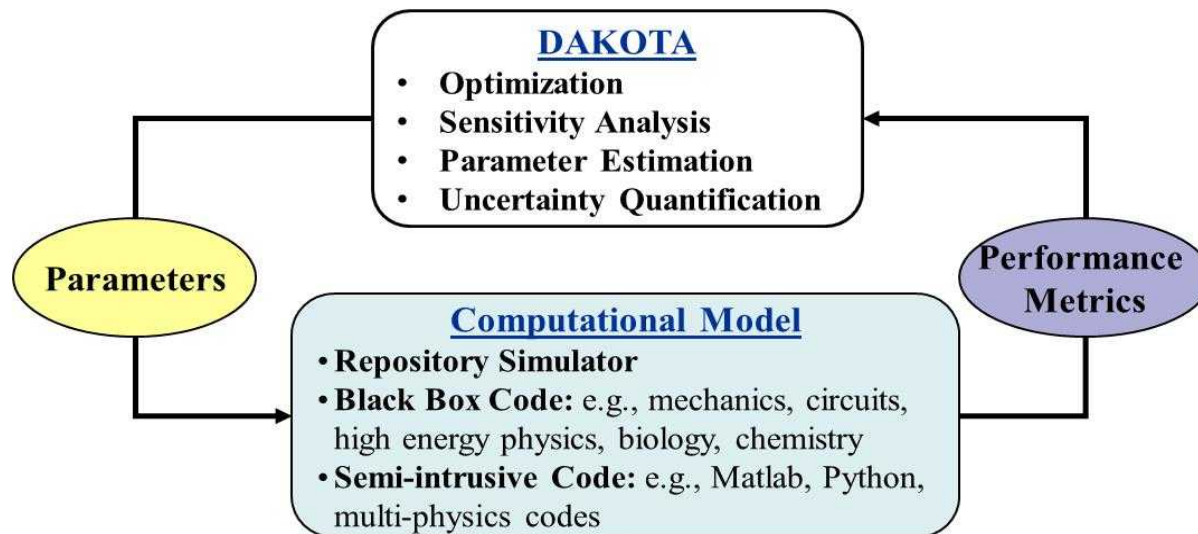 DAKOTA
• Optimization
• Sensitivity Analysis
• Parameter Estimation
• Uncertainty Quantification
Parameters
Performance
Metrics
Computational Model
• Repository Simulator
• Black Box Code: e.g., mechanics, circuits,
high energy physics, biology, chemistry
• Semi-intrusive Code: e.g., Matlab, Python,
multi-physics codes